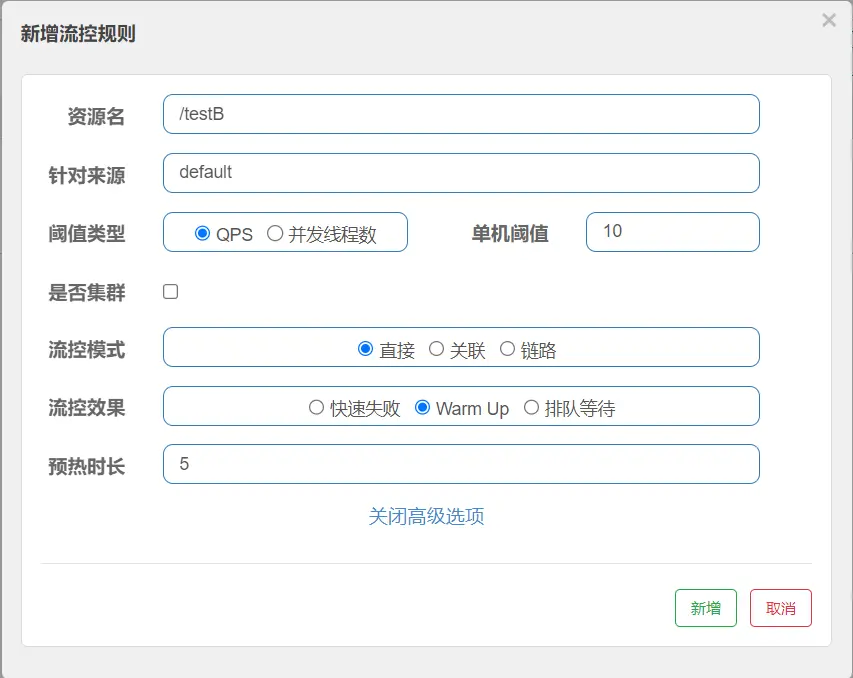 新增流控规则
×
资源名 /testB
针对来源 default
阈值类型 QPS 并发线程数 单机阈值 10
是否集群
流控模式 直接 关联 链路
流控效果 快速失败 Warm Up 排队等待
预热时长 5
关闭高级选项
新增 取消